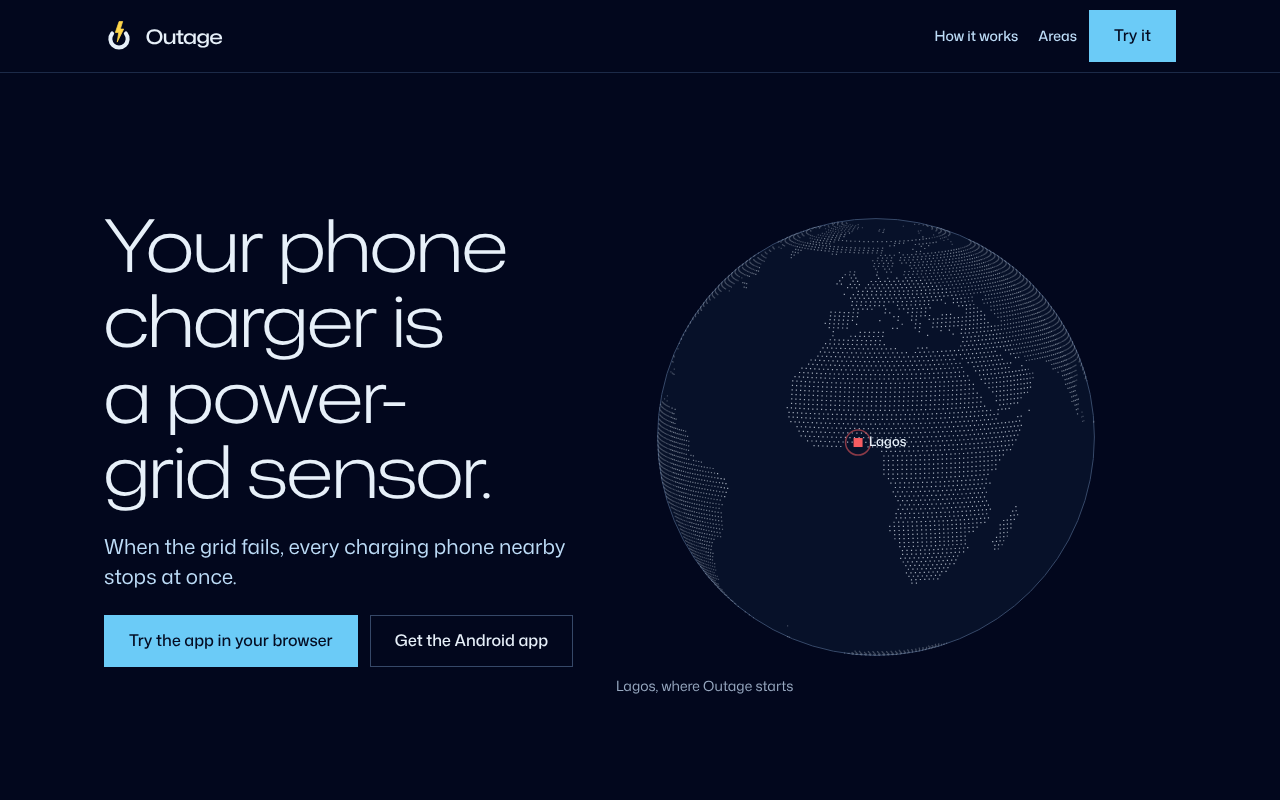 Outage
How it works
Areas
Try it
Your phone
charger is
a power-
grid sensor.
When the grid fails, every charging phone nearby
stops at once.
Try the app in your browser
Get the Android app
Lagos
Lagos, where Outage starts